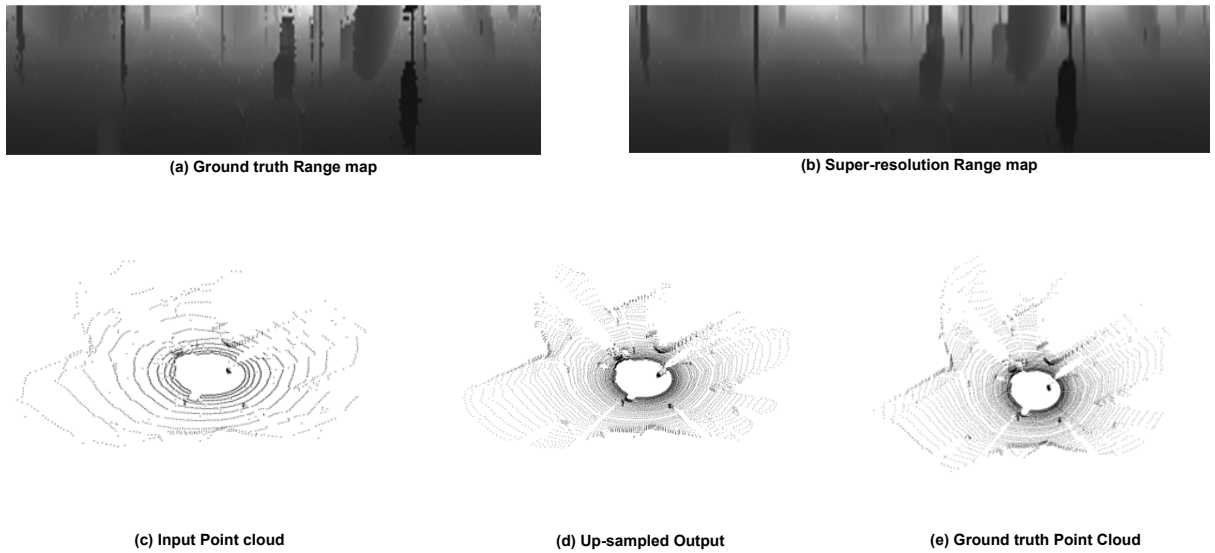 (a) Ground truth Range map
(b) Super-resolution Range map
(c) Input Point cloud
(d) Up-sampled Output
(e) Ground truth Point Cloud